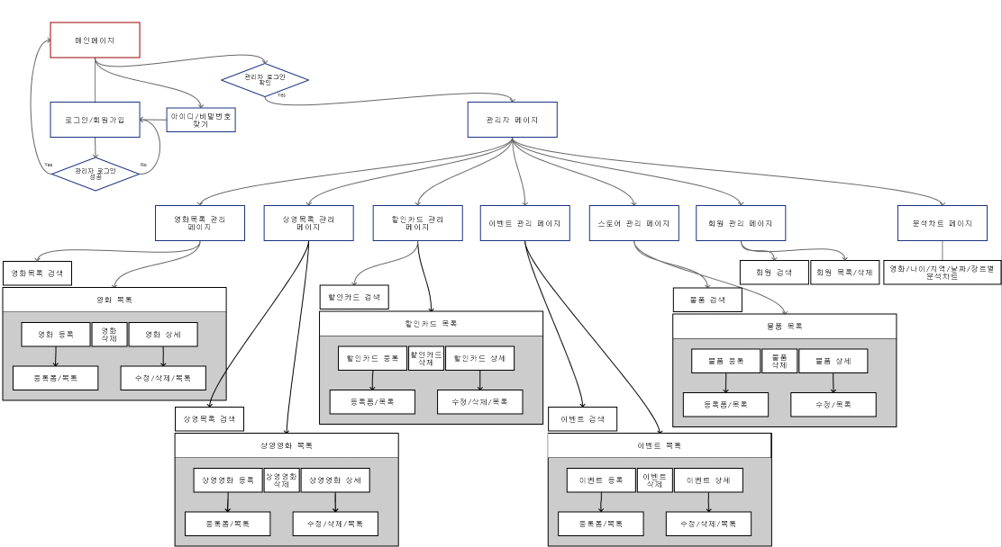 메인페이지
관리자 로그인
확인
Yes
로그인/회원가입
아이디/비밀번호
찾기
관리자 페이지
Yes
No
관리자 로그인
성공
영화목록 관리
페이지
상영목록 관리
페이지
할인카드 관리
페이지
이벤트 관리 페이지
스토어 관리 페이지
회원 관리 페이지
분석차트 페이지
영화목록 검색
회원 검색
회원 목록/삭제
영화/나이/지역/날짜/장르별
분석차트
영화 목록
영화 등록
영화
삭제
영화 상세
등록폼/목록
수정/삭제/목록
할인카드 검색
할인카드 목록
할인카드 등록
할인카드
삭제
할인카드 상세
등록폼/목록
수정/삭제/목록
물품 검색
물품 목록
물품 등록
물품
삭제
물품 상세
등록폼/목록
수정/목록
상영목록 검색
상영영화 목록
상영영화 등록
상영영화
삭제
상영영화 상세
등록폼/목록
수정/삭제/목록
이벤트 검색
이벤트 목록
이벤트 등록
이벤트
삭제
이벤트 상세
등록폼/목록
수정/삭제/목록